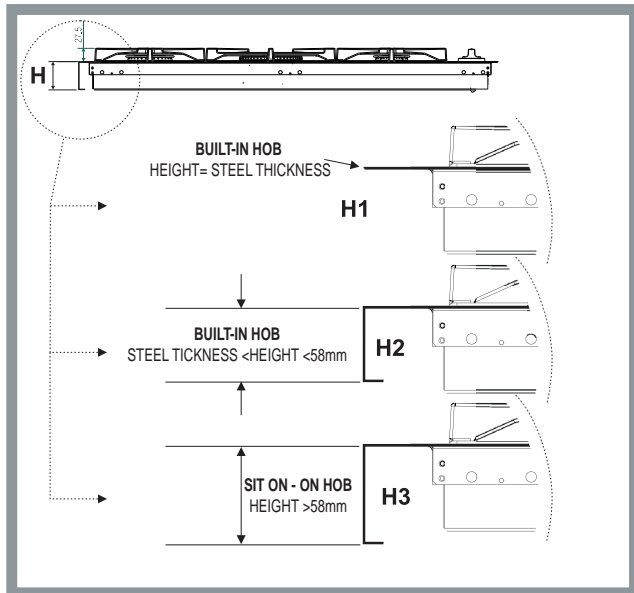 27.5
H
BUILT-IN HOB
HEIGHT= STEEL THICKNESS
H1
BUILT-IN HOB
STEEL TICKNESS <HEIGHT <58mm
H2
SIT ON - ON HOB
HEIGHT >58mm
H3